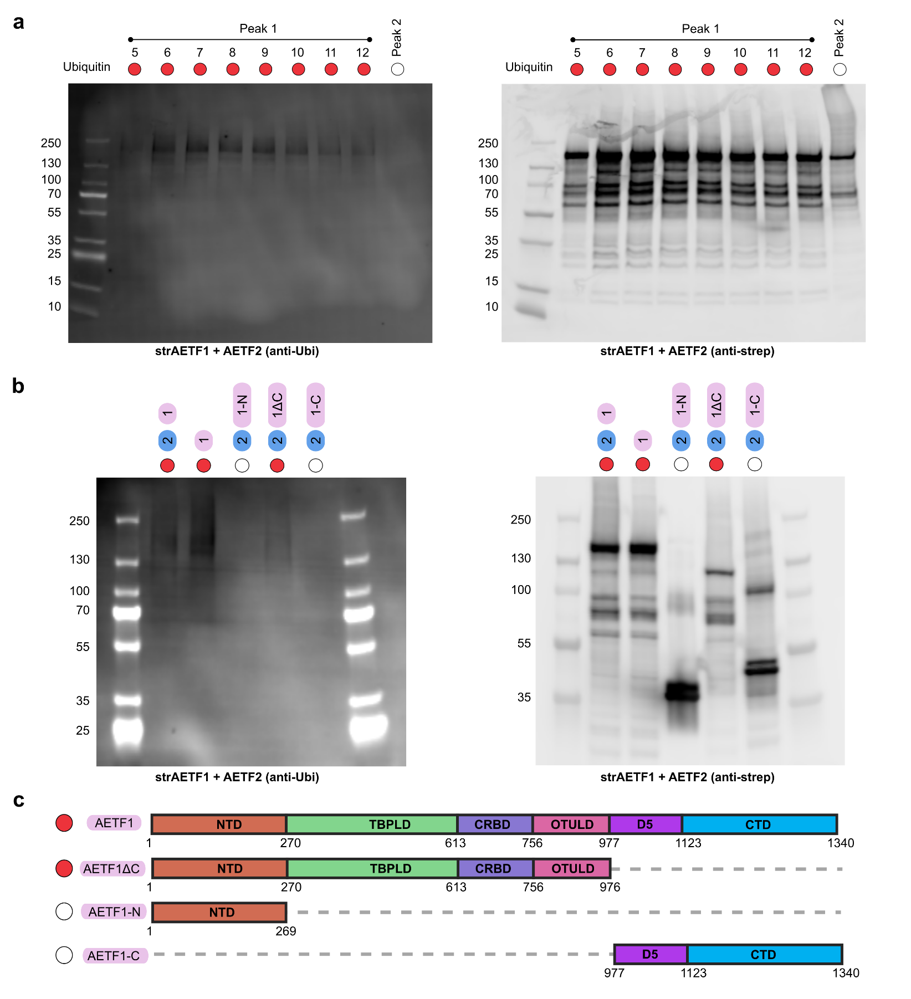 a
Peak 1
Peak 2
5 6 7 8 9 10 11 12
Ubiquitin
250
130
100
70
55
35
25
15
10
strAETF1 + AETF2 (anti-Ubi)
Peak 1
Peak 2
5 6 7 8 9 10 11 12
Ubiquitin
250
130
100
70
55
35
25
15
10
strAETF1 + AETF2 (anti-strep)
b
1 1-N 1ΔC 1-C
2 1 2 2 2
250
130
100
70
55
35
25
strAETF1 + AETF2 (anti-Ubi)
1 1-N 1ΔC 1-C
2 1 2 2 2
250
130
100
55
35
strAETF1 + AETF2 (anti-strep)
c
AETF1 NTD TBPLD CRBD OTULD D5 CTD
1 270 613 756 977 1123 1340
AETF1ΔC NTD TBPLD CRBD OTULD
1 270 613 756 976
AETF1-N NTD
1 269
AETF1-C D5 CTD
977 1123 1340